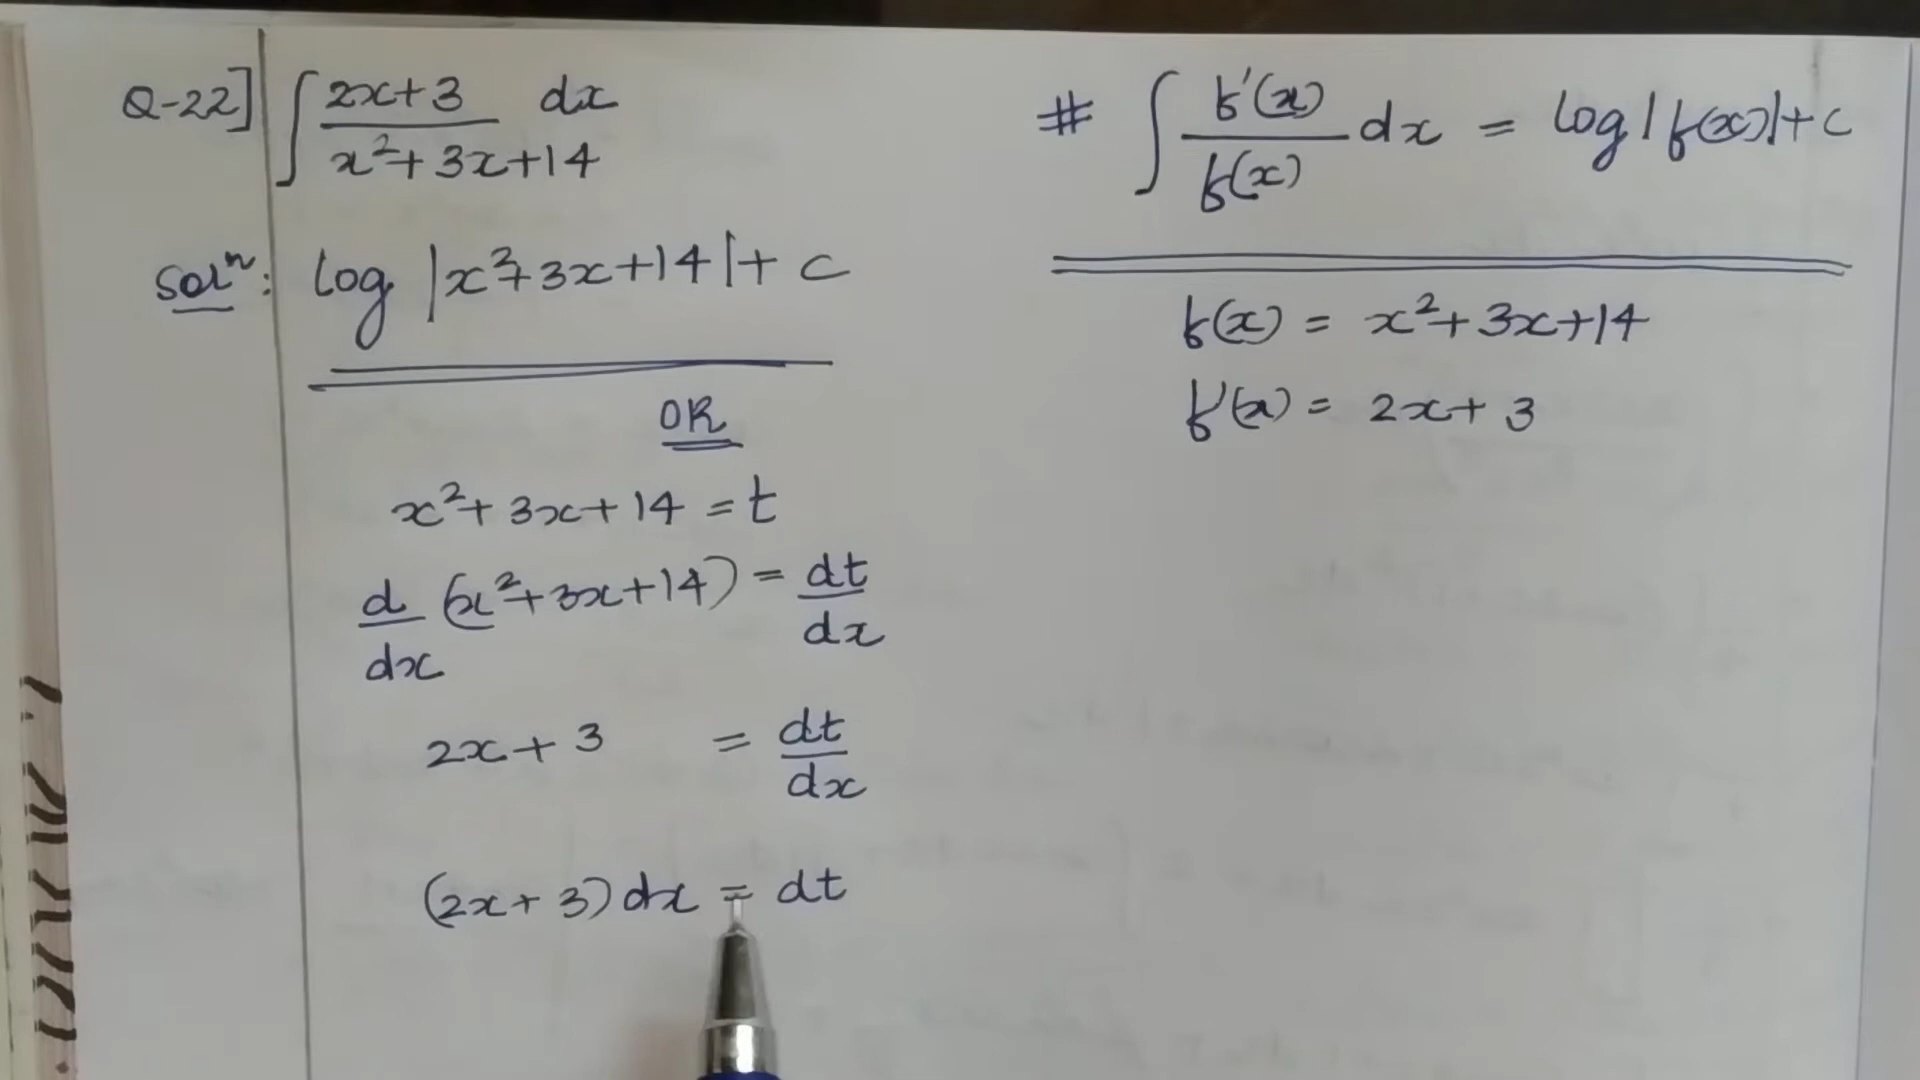 Q-22] ∫ 2x+3 / x²+3x+14 dx
Solⁿ: log |x²+3x+14|+c
OR
x²+3x+14 = t
d/dx (x²+3x+14) = dt/dx
2x+3 = dt/dx
(2x+3)dx = dt
# ∫ f'(x)/f(x) dx = log|f(x)|+c
f(x) = x²+3x+14
f'(x) = 2x+3